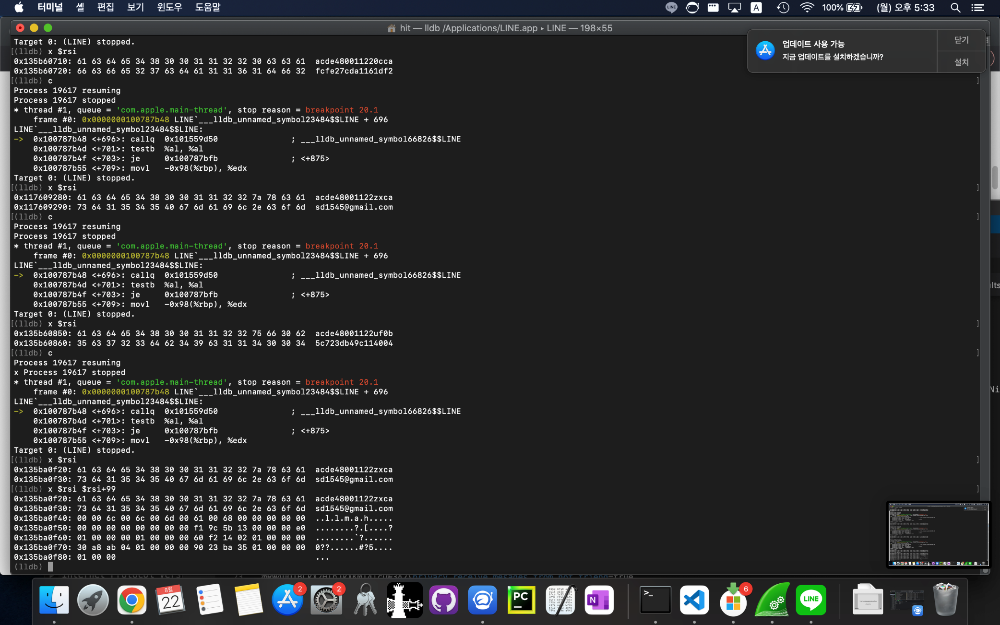 터미널 셸 편집 보기 윈도우 도움말
LINE A 100% (월) 오후 5:33
hit — lldb /Applications/LINE.app ▸ LINE — 198×55
업데이트 사용 가능
지금 업데이트를 설치하겠습니까?
닫기
설치
Target 0: (LINE) stopped.
[(lldb) x $rsi
0x135b60710: 61 63 64 65 34 38 30 30 31 31 32 32 30 63 63 61  acde480011220cca
0x135b60720: 66 63 66 65 32 37 63 64 61 31 31 36 31 64 66 32  fcfe27cda1161df2
[(lldb) c ]
Process 19617 resuming
Process 19617 stopped
* thread #1, queue = 'com.apple.main-thread', stop reason = breakpoint 20.1
    frame #0: 0x0000000100787b48 LINE`___lldb_unnamed_symbol23484$$LINE + 696
LINE`___lldb_unnamed_symbol23484$$LINE:
->  0x100787b48 <+696>: callq  0x101559d50               ; ___lldb_unnamed_symbol66826$$LINE
    0x100787b4d <+701>: testb  %al, %al
    0x100787b4f <+703>: je     0x100787bfb               ; <+875>
    0x100787b55 <+709>: movl   -0x98(%rbp), %edx
Target 0: (LINE) stopped.
[(lldb) x $rsi ]
0x117609280: 61 63 64 65 34 38 30 30 31 31 32 32 7a 78 63 61  acde48001122zxca
0x117609290: 73 64 31 35 34 35 40 67 6d 61 69 6c 2e 63 6f 6d  sd1545@gmail.com
[(lldb) c ]
Process 19617 resuming
Process 19617 stopped
* thread #1, queue = 'com.apple.main-thread', stop reason = breakpoint 20.1
    frame #0: 0x0000000100787b48 LINE`___lldb_unnamed_symbol23484$$LINE + 696
LINE`___lldb_unnamed_symbol23484$$LINE:
->  0x100787b48 <+696>: callq  0x101559d50               ; ___lldb_unnamed_symbol66826$$LINE
    0x100787b4d <+701>: testb  %al, %al
    0x100787b4f <+703>: je     0x100787bfb               ; <+875>
    0x100787b55 <+709>: movl   -0x98(%rbp), %edx
Target 0: (LINE) stopped.
[(lldb) x $rsi ]
0x135b60850: 61 63 64 65 34 38 30 30 31 31 32 32 75 66 30 62  acde48001122uf0b
0x135b60860: 35 63 37 32 33 64 62 34 39 63 31 31 34 30 30 34  5c723db49c114004
[(lldb) c ]
Process 19617 resuming
x Process 19617 stopped
* thread #1, queue = 'com.apple.main-thread', stop reason = breakpoint 20.1
    frame #0: 0x0000000100787b48 LINE`___lldb_unnamed_symbol23484$$LINE + 696
LINE`___lldb_unnamed_symbol23484$$LINE:
->  0x100787b48 <+696>: callq  0x101559d50               ; ___lldb_unnamed_symbol66826$$LINE
    0x100787b4d <+701>: testb  %al, %al
    0x100787b4f <+703>: je     0x100787bfb               ; <+875>
    0x100787b55 <+709>: movl   -0x98(%rbp), %edx
Target 0: (LINE) stopped.
[(lldb) x $rsi ]
0x135ba0f20: 61 63 64 65 34 38 30 30 31 31 32 32 7a 78 63 61  acde48001122zxca
0x135ba0f30: 73 64 31 35 34 35 40 67 6d 61 69 6c 2e 63 6f 6d  sd1545@gmail.com
[(lldb) x $rsi $rsi+99 ]
0x135ba0f20: 61 63 64 65 34 38 30 30 31 31 32 32 7a 78 63 61  acde48001122zxca
0x135ba0f30: 73 64 31 35 34 35 40 67 6d 61 69 6c 2e 63 6f 6d  sd1545@gmail.com
0x135ba0f40: 00 00 6c 00 6c 00 6d 00 61 00 68 00 00 00 00 00  ..l.l.m.a.h.....
0x135ba0f50: 00 00 00 00 00 00 00 00 f1 9c 5b 13 00 00 00 e0  ........?.[....?
0x135ba0f60: 01 00 00 00 01 00 00 00 60 f2 14 02 01 00 00 00  ........`?......
0x135ba0f70: 30 a8 ab 04 01 00 00 00 90 23 ba 35 01 00 00 00  0??......#?5....
0x135ba0f80: 01 00 00                                         ...
(lldb)
lts
Ni
8월
22
2
2
PC
N
>_
6
LINE